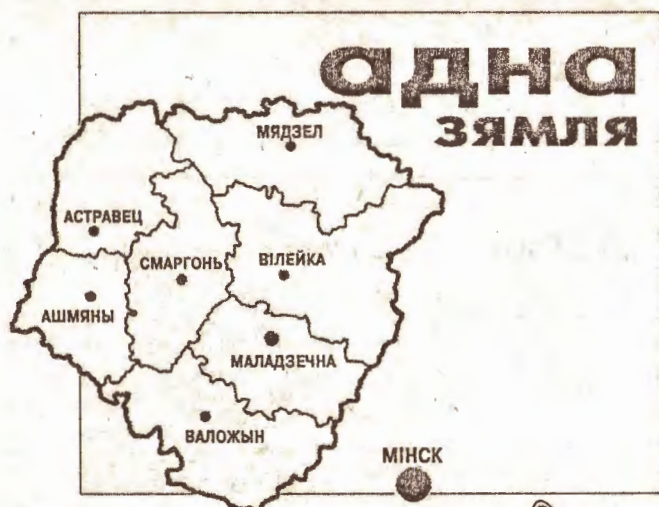 адна
зямля
МЯДЗЕЛ
АСТРАВЕЦ
СМАРГОНЬ
ВІЛЕЙКА
АШМЯНЫ
МАЛАДЗЕЧНА
ВАЛОЖЫН
МІНСК